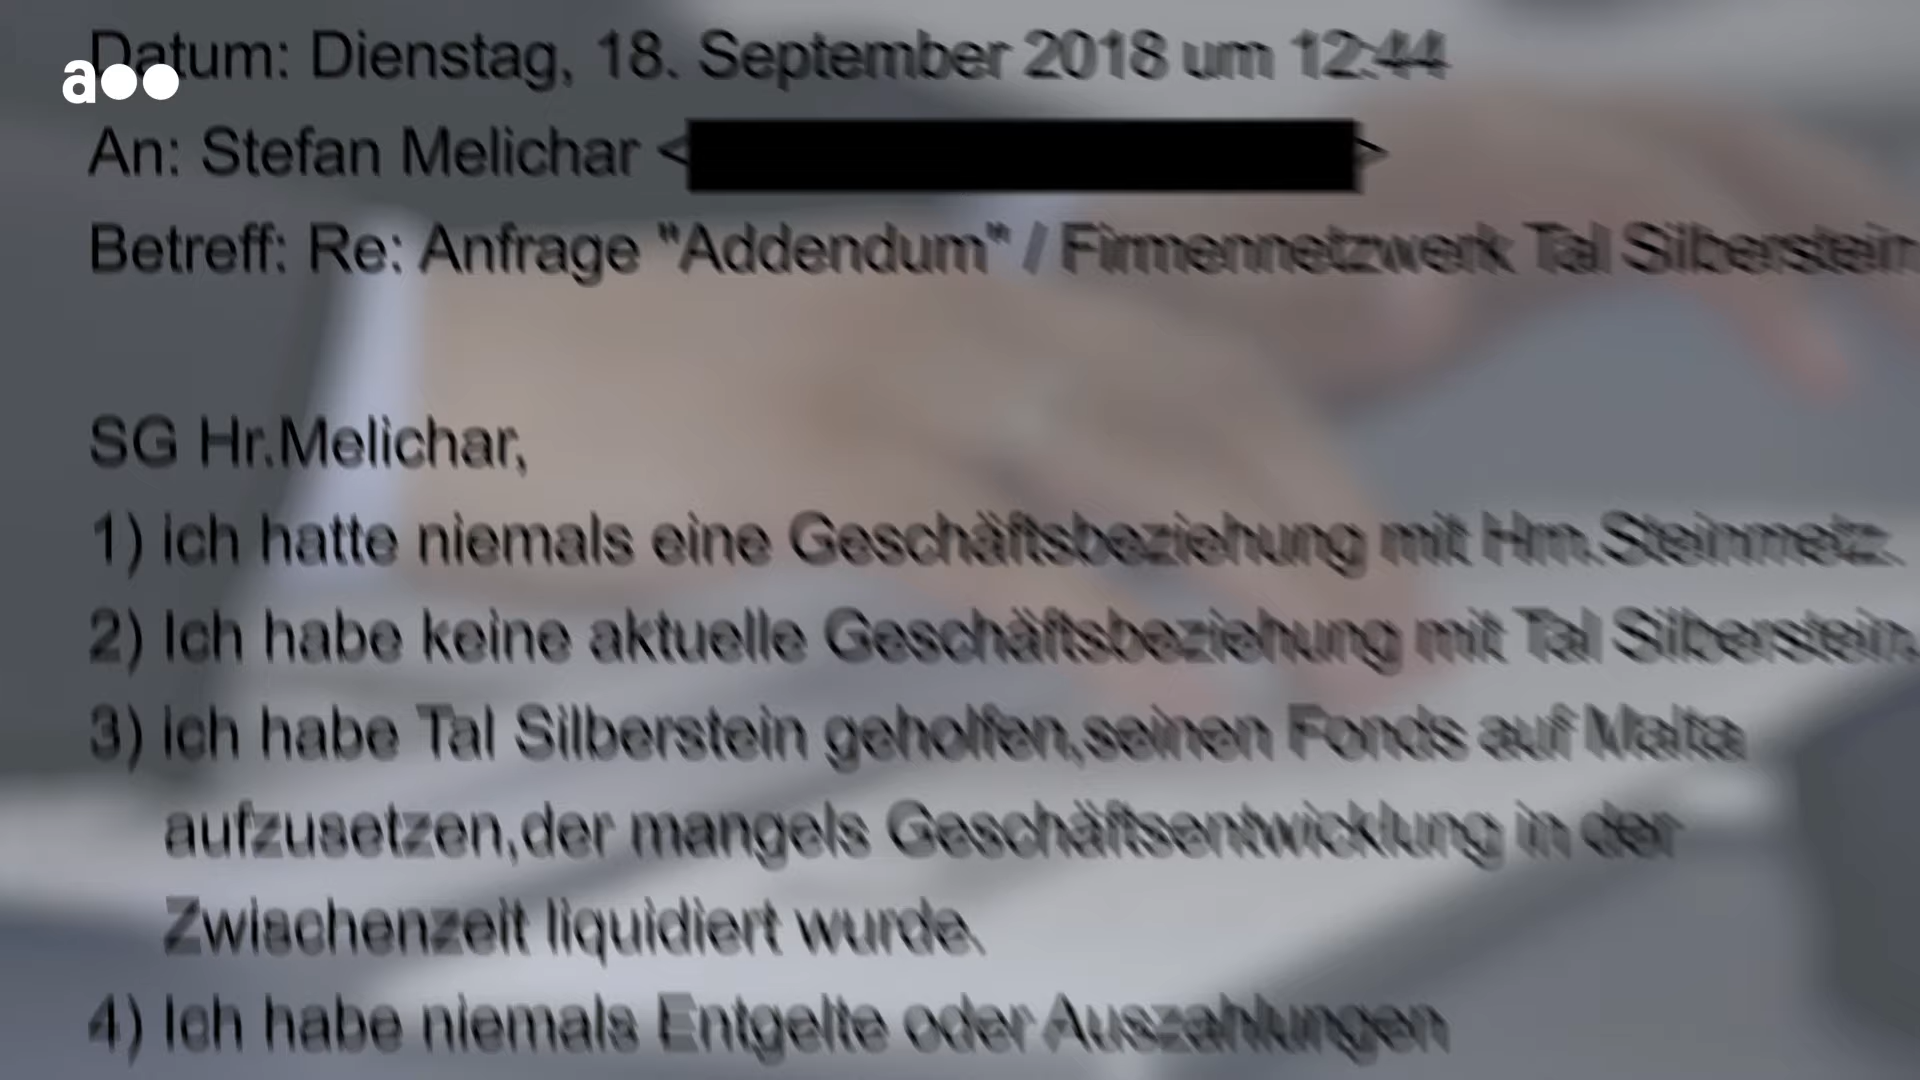 Datum: Dienstag, 18. September 2018 um 12:44
a
An: Stefan Melichar < >
Betreff: Re: Anfrage "Addendum" / Firmennetzwerk Tal Silberstein
SG Hr.Melichar,
1) ich hatte niemals eine Geschäftsbeziehung mit Hrn.Steinmetz.
2) Ich habe keine aktuelle Geschäftsbeziehung mit Tal Silberstein.
3) ich habe Tal Silberstein geholfen,seinen Fonds auf Malta
aufzusetzen,der mangels Geschäftsentwicklung in der
Zwischenzeit liquidiert wurde.
4) Ich habe niemals Entgelte oder Auszahlungen